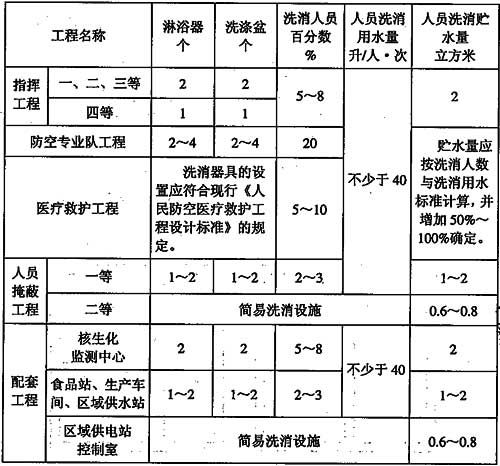 工程名称
淋浴器
个
洗涤盆
个
洗消人员
百分数
%
人员洗消
用水量
升/人·次
人员洗消贮
水量
立方米
指挥
工程
一、二、三等
2
2
5~8
不少于40
2
四等
1
1
防空专业队工程
2~4
2~4
20
贮水量应
按洗消人数
与洗消用水
标准计算，并
增加50%~
100%确定。
医疗救护工程
洗消器具的设
置应符合现行《人
民防空医疗救护工
程设计标准》的规
定。
5~10
人员
掩蔽
工程
一等
1~2
1~2
2~3
1~2
二等
简易洗消设施
0.6~0.8
配套
工程
核生化
监测中心
2
2
5~8
不少于40
2
食品站、生产车
间、区域供水站
1~2
1~2
2~3
1~2
区域供电站
控制室
简易洗消设施
0.6~0.8